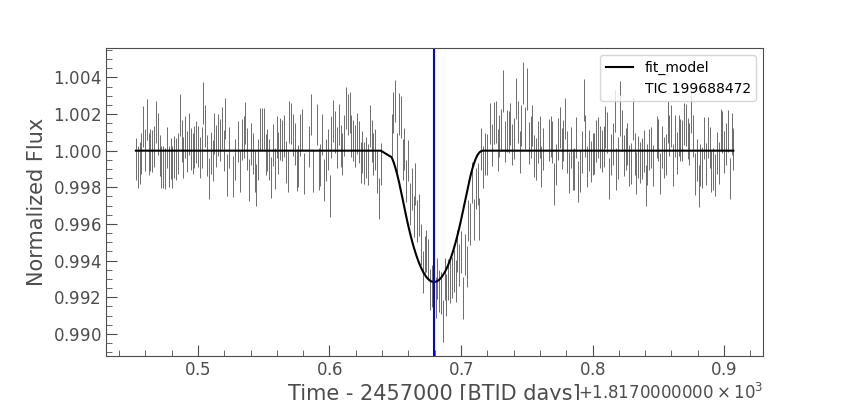 fit_model
TIC 199688472
1.004
1.002
1.000
0.998
0.996
0.994
0.992
0.990
Normalized Flux
0.5 0.6 0.7 0.8 0.9
Time - 2457000 [BTJD days]
+1.8170000000 × 10³